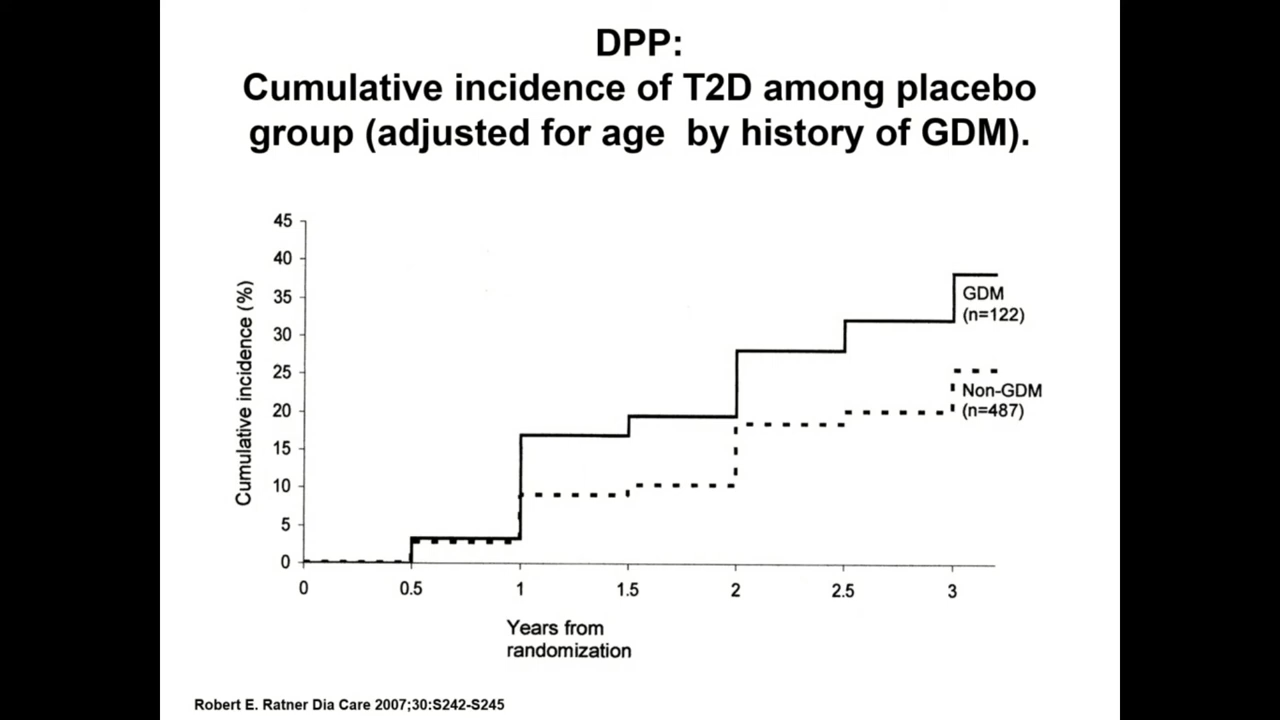 DPP:
Cumulative incidence of T2D among placebo
group (adjusted for age  by history of GDM).
45
40
35
30
25
20
15
10
5
0
Cumulative incidence (%)
GDM
(n=122)
Non-GDM
(n=487)
0 0.5 1 1.5 2 2.5 3
Years from
randomization
Robert E. Ratner Dia Care 2007;30:S242-S245